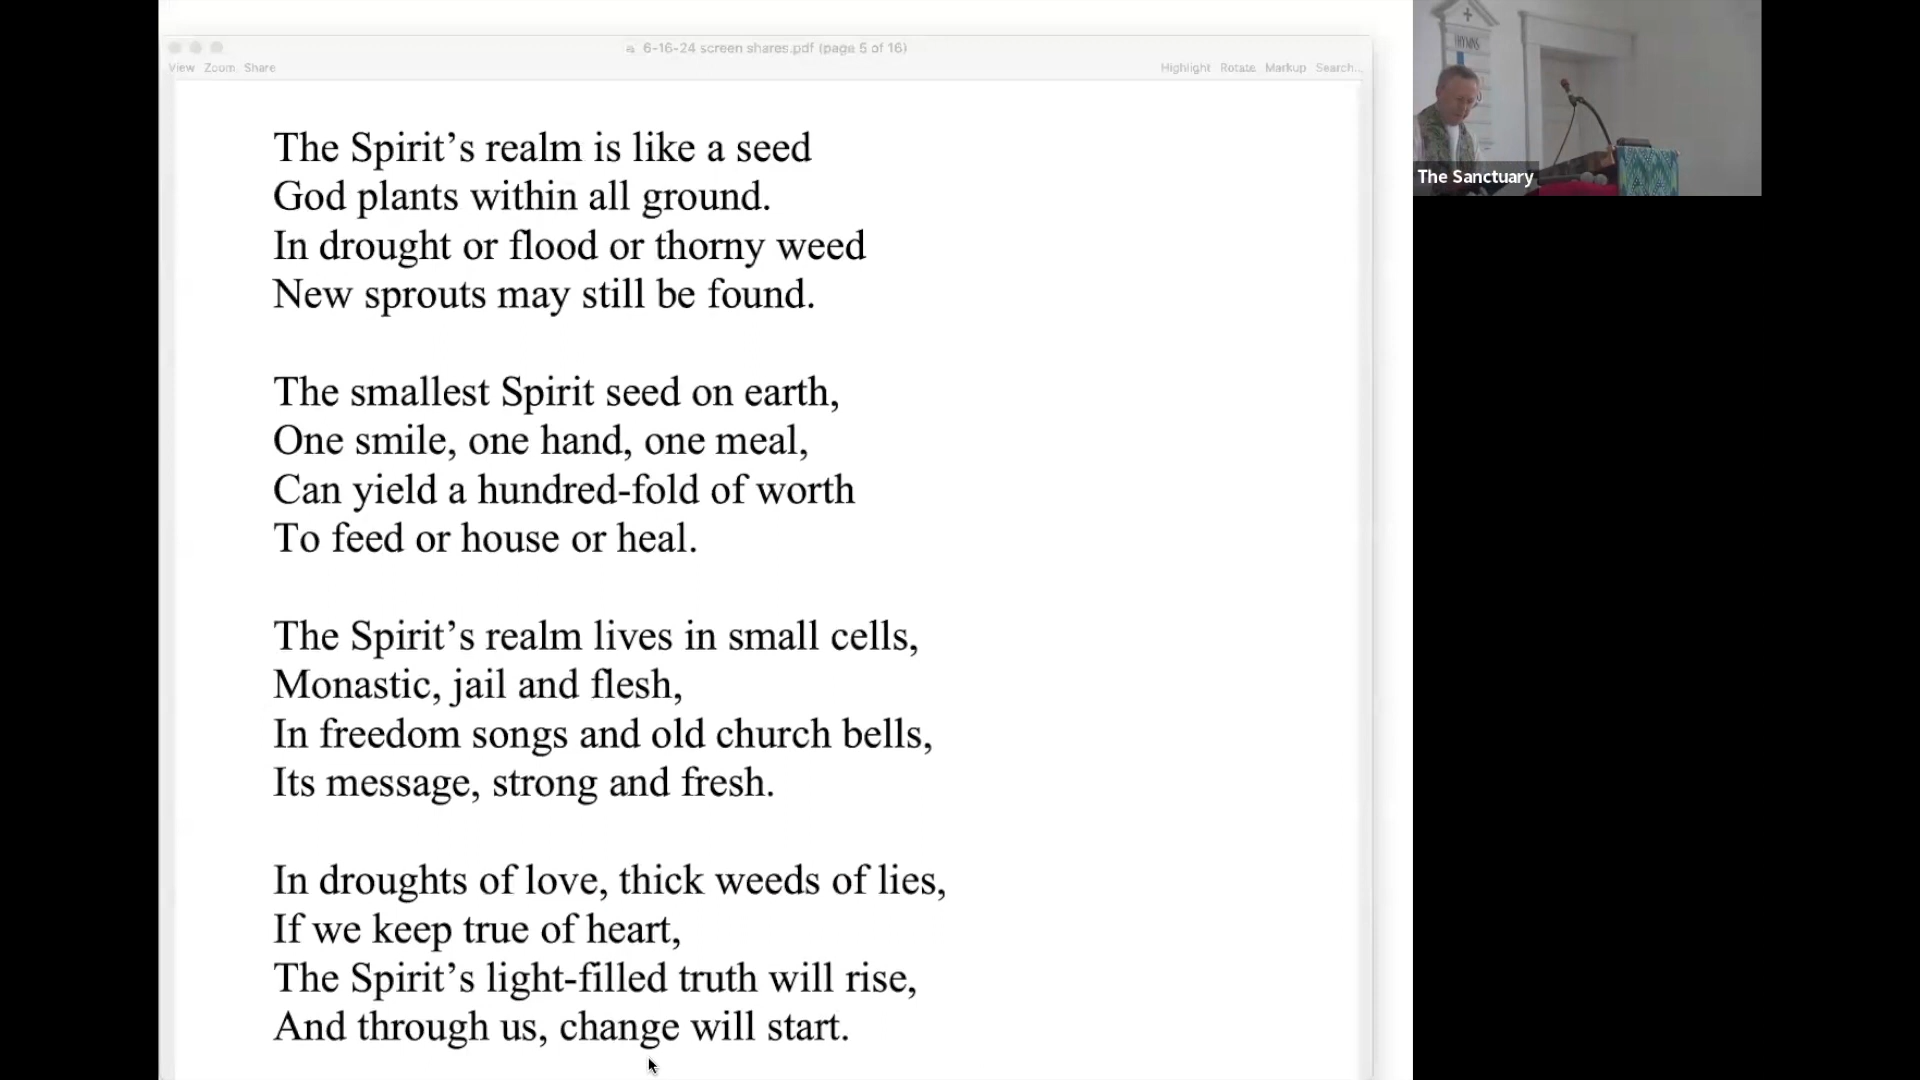 6-16-24 screen shares.pdf (page 5 of 16)
View Zoom Share
Highlight Rotate Markup Search...
The Spirit’s realm is like a seed
God plants within all ground.
In drought or flood or thorny weed
New sprouts may still be found.
The smallest Spirit seed on earth,
One smile, one hand, one meal,
Can yield a hundred-fold of worth
To feed or house or heal.
The Spirit’s realm lives in small cells,
Monastic, jail and flesh,
In freedom songs and old church bells,
Its message, strong and fresh.
In droughts of love, thick weeds of lies,
If we keep true of heart,
The Spirit’s light-filled truth will rise,
And through us, change will start.
HYMNS
The Sanctuary